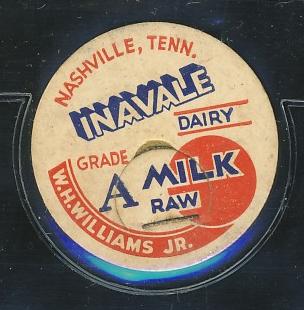 NASHVILLE, TENN.
INAVALE
DAIRY
GRADE
A MILK
RAW
W.H.WILLIAMS JR.